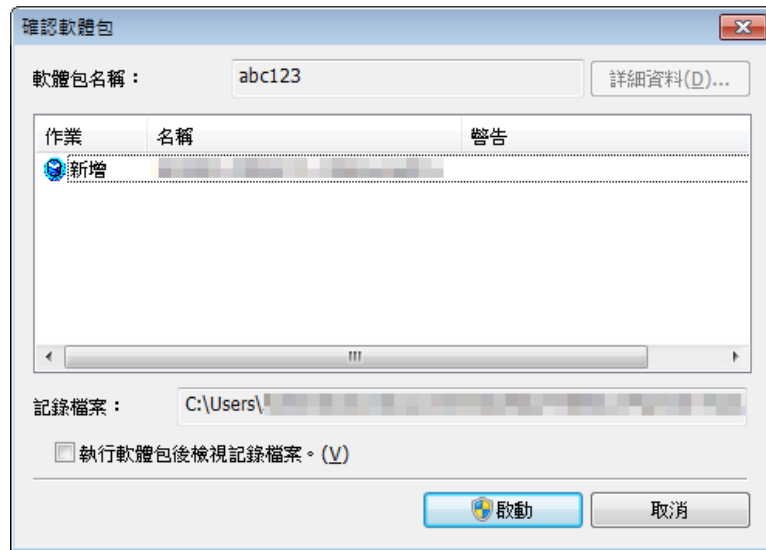 確認軟體包
軟體包名稱： abc123 詳細資料(D)...
作業 名稱 警告
新增
記錄檔案： C:\Users\
執行軟體包後檢視記錄檔案。(V)
啟動 取消